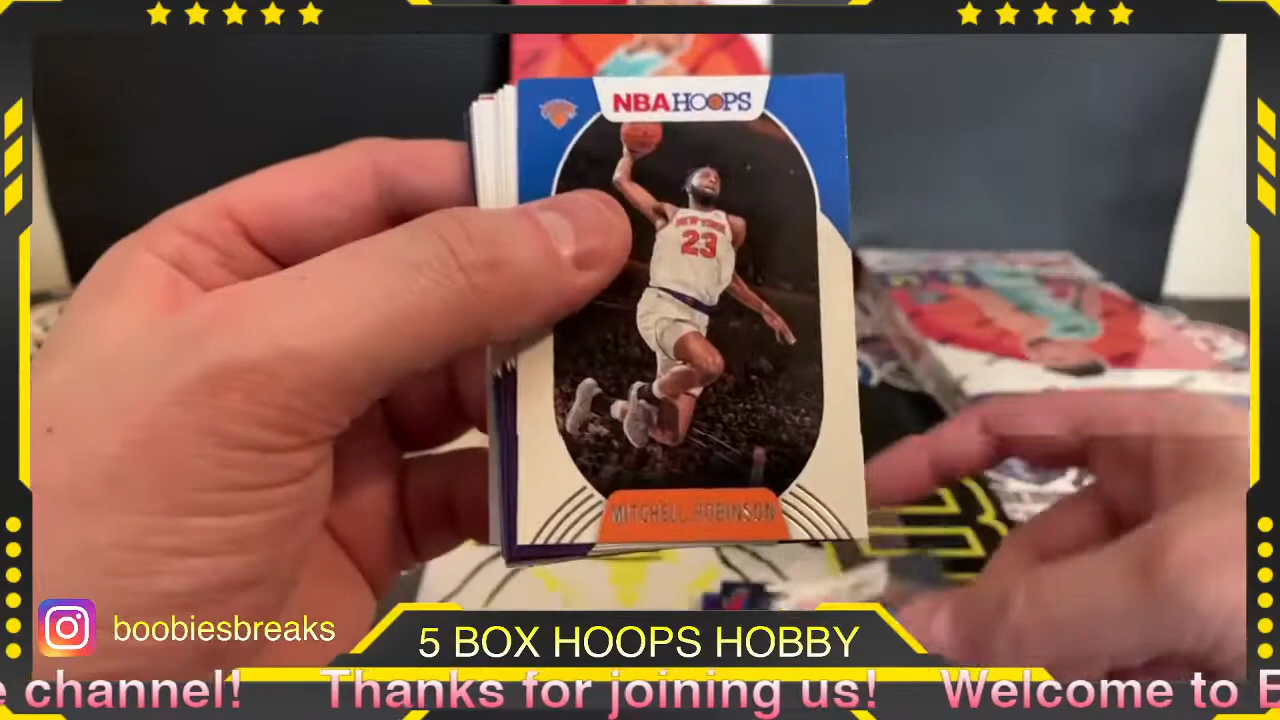 NBA HOOPS
NEW YORK
23
MITCHELL ROBINSON
boobiesbreaks
5 BOX HOOPS HOBBY
channel! Thanks for joining us! Welcome to